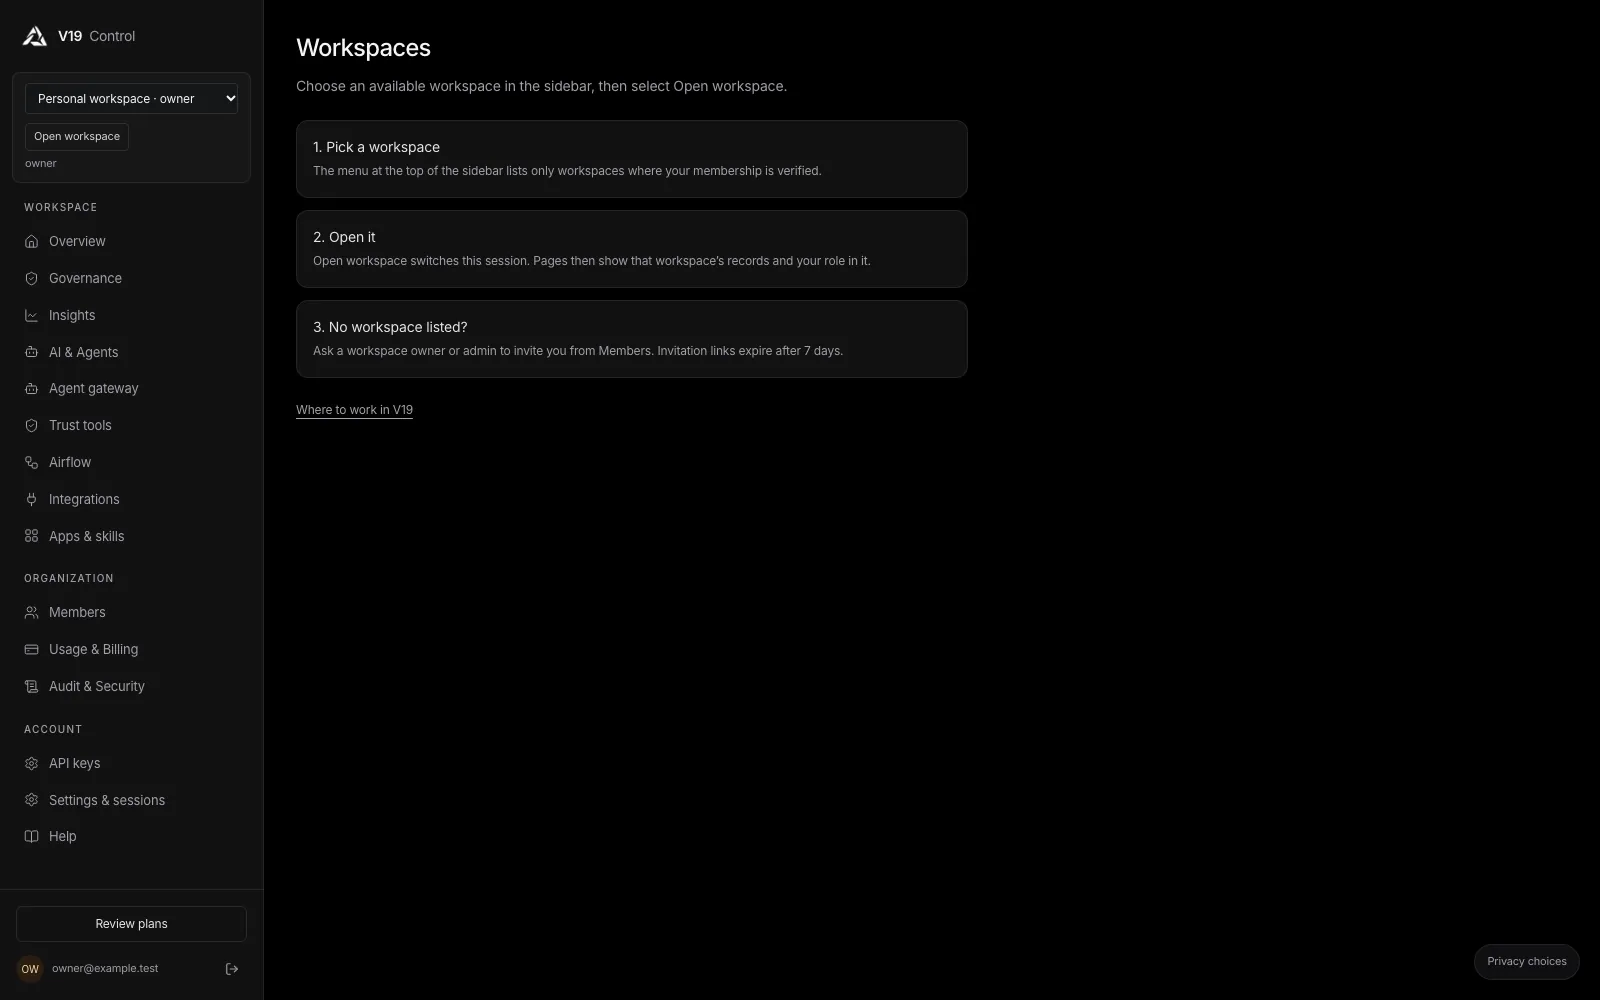 V19 Control
Personal workspace · owner
Open workspace
owner
WORKSPACE
Overview
Governance
Insights
AI & Agents
Agent gateway
Trust tools
Airflow
Integrations
Apps & skills
ORGANIZATION
Members
Usage & Billing
Audit & Security
ACCOUNT
API keys
Settings & sessions
Help
Review plans
OW owner@example.test
Workspaces
Choose an available workspace in the sidebar, then select Open workspace.
1. Pick a workspace
The menu at the top of the sidebar lists only workspaces where your membership is verified.
2. Open it
Open workspace switches this session. Pages then show that workspace’s records and your role in it.
3. No workspace listed?
Ask a workspace owner or admin to invite you from Members. Invitation links expire after 7 days.
Where to work in V19
Privacy choices